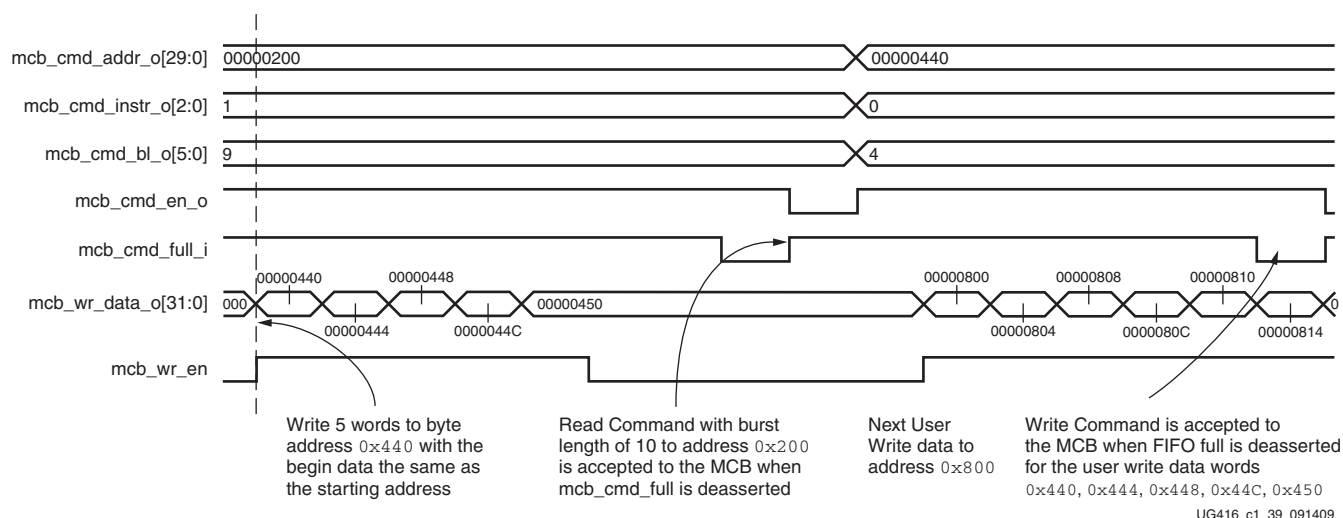 mcb_cmd_addr_o[29:0] 00000200 00000440
mcb_cmd_instr_o[2:0] 1 0
mcb_cmd_bl_o[5:0] 9 4
mcb_cmd_en_o
mcb_cmd_full_i
00000440 00000448 00000800 00000808 00000810
mcb_wr_data_o[31:0] 000 00000450 0
00000444 0000044C 00000804 0000080C 00000814
mcb_wr_en
Write 5 words to byte
address 0x440 with the
begin data the same as
the starting address
Read Command with burst
length of 10 to address 0x200
is accepted to the MCB when
mcb_cmd_full is deasserted
Next User
Write data to
address 0x800
Write Command is accepted to
the MCB when FIFO full is deasserted
for the user write data words
0x440, 0x444, 0x448, 0x44C, 0x450
UG416_c1_39_091409